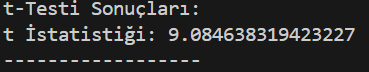 t-Testi Sonuçları:
t İstatistiği: 9.084638319423227
------------------